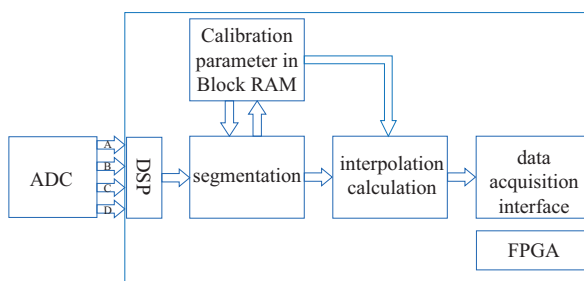 Calibration
parameter in
Block RAM
A
B
C
D
ADC
DSP
segmentation
interpolation
calculation
data
acquisition
interface
FPGA